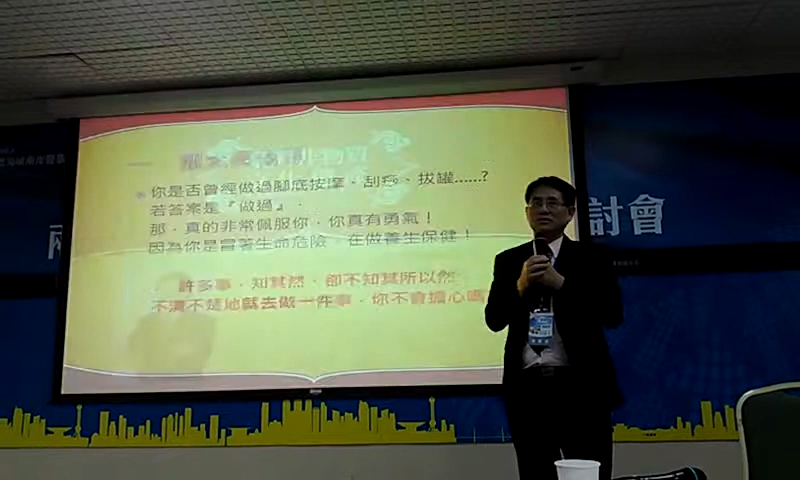 你是否曾經做過腳底按摩、刮痧、拔罐......?
若答案是『做過』.
那,真的非常佩服你,你真有勇氣!
因為你是冒著生命危險,在做養生保健!
許多事,知其然,卻不知其所以然
不清不楚地就去做一件事,你不會擔心嗎
兩
討會